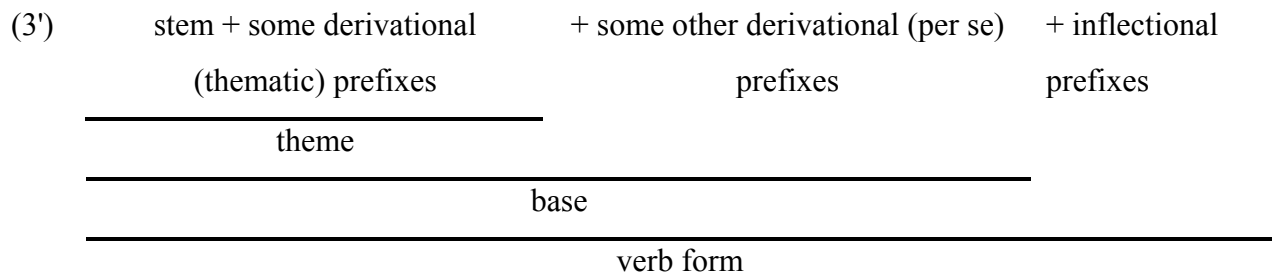 (3') stem + some derivational + some other derivational (per se) + inflectional
(thematic) prefixes prefixes prefixes
theme
base
verb form